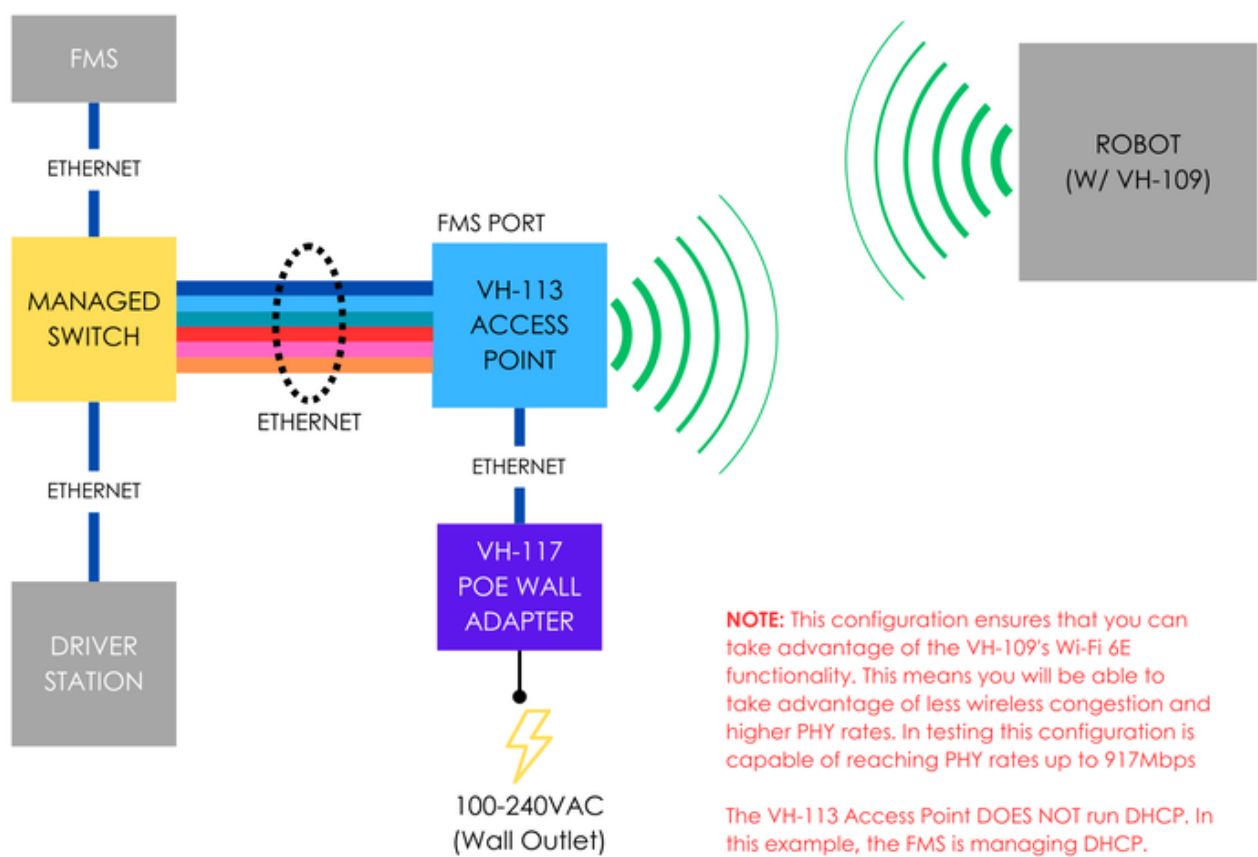 FMS
ETHERNET
MANAGED
SWITCH
ETHERNET
DRIVER
STATION
ETHERNET
FMS PORT
VH-113
ACCESS
POINT
ETHERNET
VH-117
POE WALL
ADAPTER
100-240VAC
(Wall Outlet)
ROBOT
(W/ VH-109)
NOTE: This configuration ensures that you can
take advantage of the VH-109's Wi-Fi 6E
functionality. This means you will be able to
take advantage of less wireless congestion and
higher PHY rates. In testing this configuration is
capable of reaching PHY rates up to 917Mbps
The VH-113 Access Point DOES NOT run DHCP. In
this example, the FMS is managing DHCP.